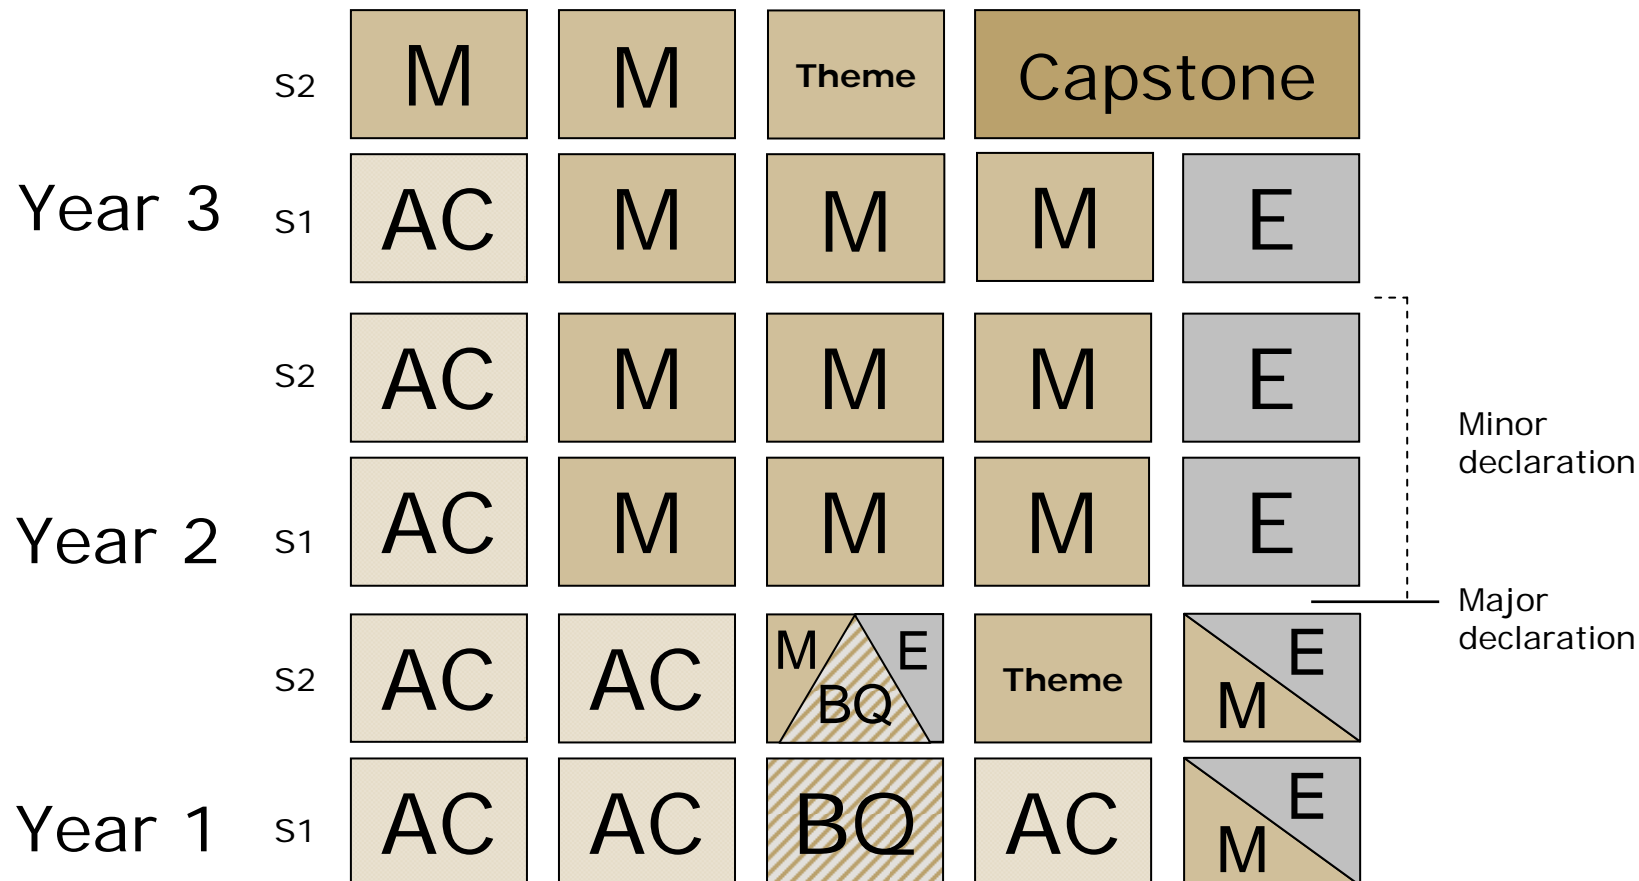 S2 M M Theme Capstone
Year 3
S1 AC M M M E
S2 AC M M M E
Minor
declaration
Year 2
S1 AC M M M E
Major
declaration
S2 AC AC M BQ E Theme E M
Year 1
S1 AC AC BQ AC E M